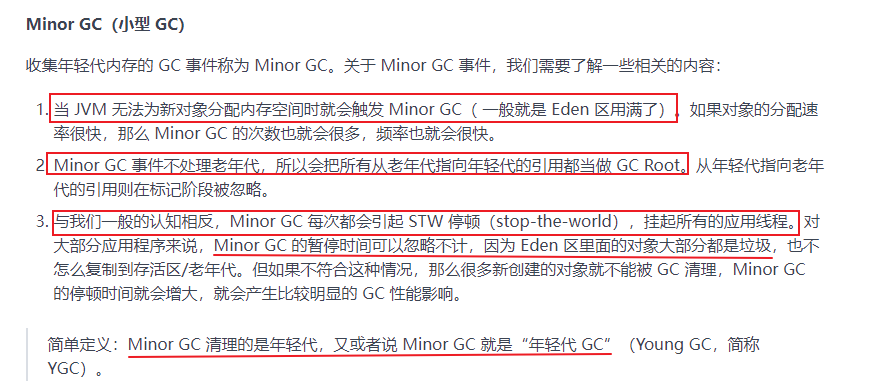 Minor GC（小型 GC）
收集年轻代内存的 GC 事件称为 Minor GC。关于 Minor GC 事件，我们需要了解一些相关的内容：
1. 当 JVM 无法为新对象分配内存空间时就会触发 Minor GC（ 一般就是 Eden 区用满了）。如果对象的分配速
率很快，那么 Minor GC 的次数也就会很多，频率也就会很快。
2. Minor GC 事件不处理老年代，所以会把所有从老年代指向年轻代的引用都当做 GC Root。从年轻代指向老年
代的引用则在标记阶段被忽略。
3. 与我们一般的认知相反，Minor GC 每次都会引起 STW 停顿（stop-the-world），挂起所有的应用线程。对
大部分应用程序来说，Minor GC 的暂停时间可以忽略不计，因为 Eden 区里面的对象大部分都是垃圾，也不
怎么复制到存活区/老年代。但如果不符合这种情况，那么很多新创建的对象就不能被 GC 清理，Minor GC
的停顿时间就会增大，就会产生比较明显的 GC 性能影响。
简单定义：Minor GC 清理的是年轻代，又或者说 Minor GC 就是“年轻代 GC”（Young GC，简称
YGC）。